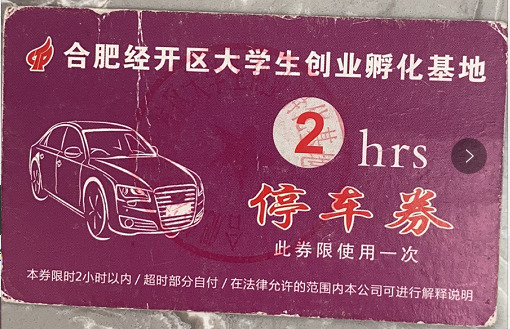 合肥经开区大学生创业孵化基地
2 hrs
停车券
此券限使用一次
本券限时2小时以内 / 超时部分自付 / 在法律允许的范围内本公司可进行解释说明